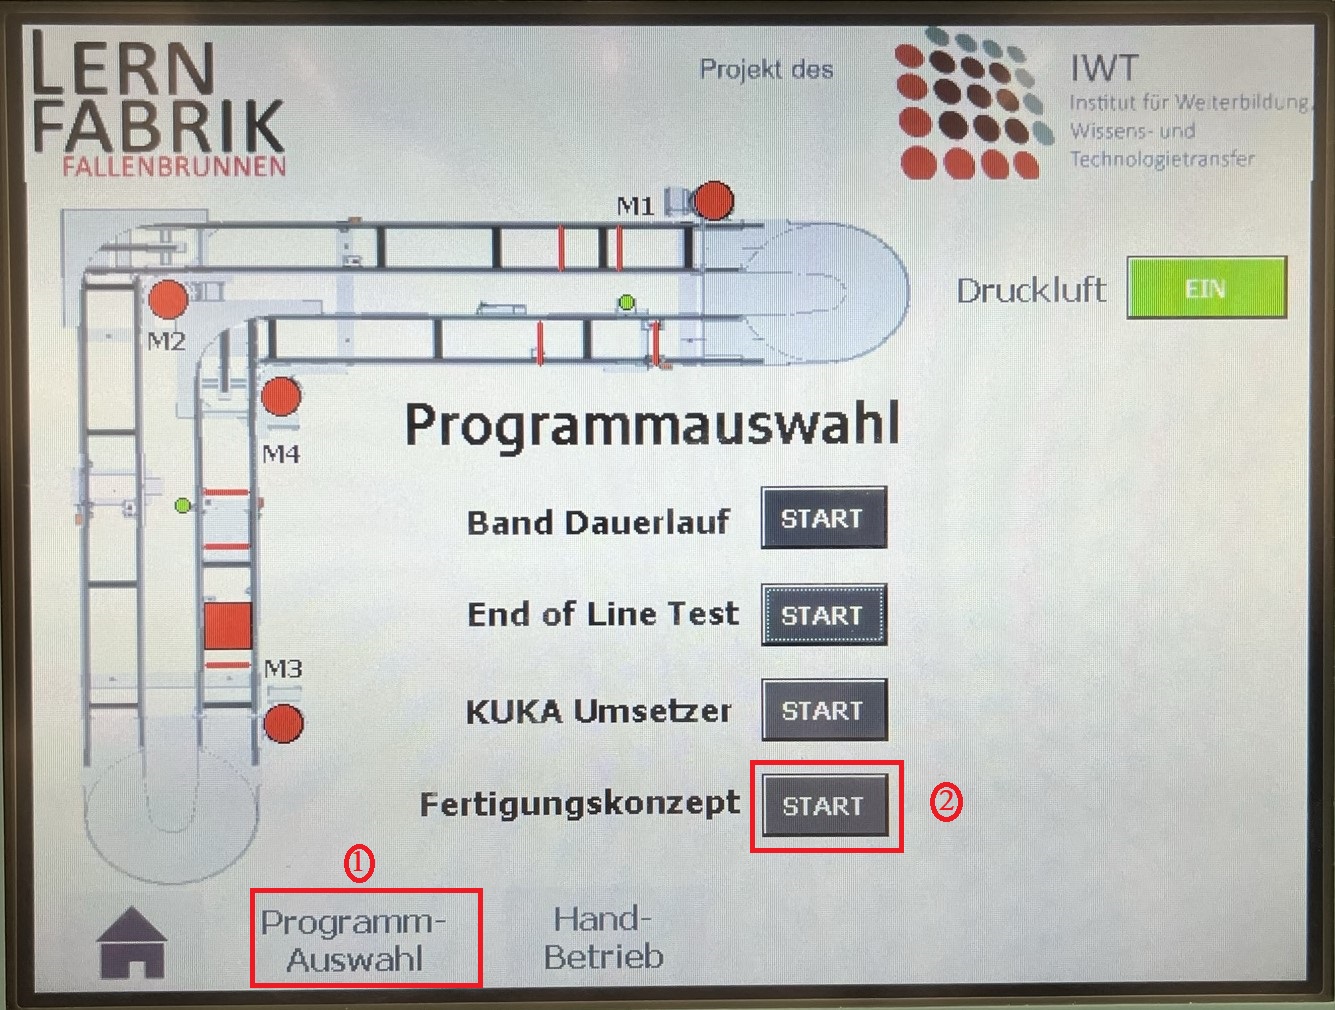 LERN
FABRIK
FALLENBRUNNEN
Projekt des
IWT
Institut für Weiterbildung,
Wissens- und
Technologietransfer
M1
Druckluft
EIN
M2
M4
Programmauswahl
Band Dauerlauf
START
End of Line Test
START
M3
KUKA Umsetzer
START
Fertigungskonzept
START
2
1
Programm-
Auswahl
Hand-
Betrieb